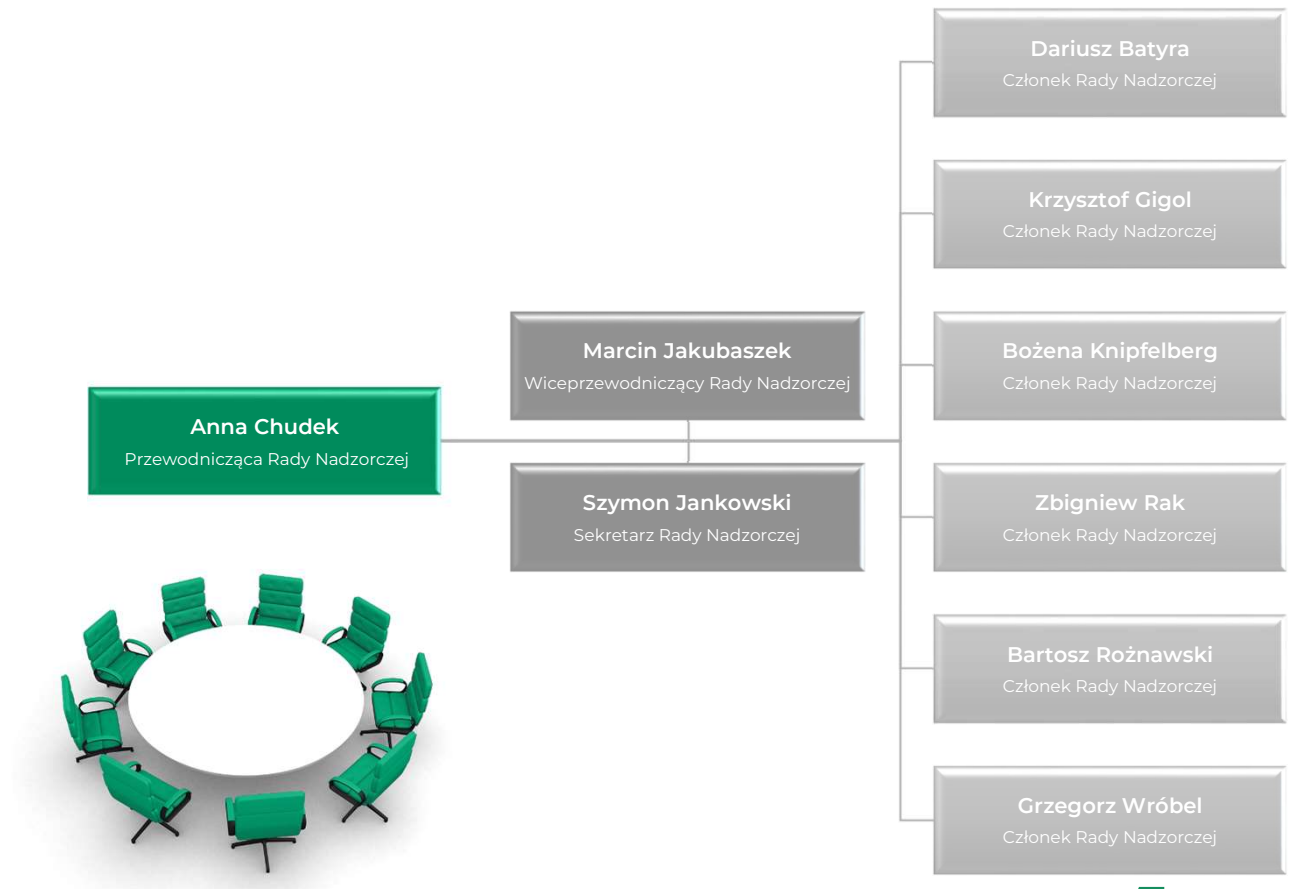 Anna Chudek
Przewodnicząca Rady Nadzorczej
Marcin Jakubaszek
Wiceprzewodniczący Rady Nadzorczej
Szymon Jankowski
Sekretarz Rady Nadzorczej
Dariusz Batyra
Członek Rady Nadzorczej
Krzysztof Gigol
Członek Rady Nadzorczej
Bożena Knipfelberg
Członek Rady Nadzorczej
Zbigniew Rak
Członek Rady Nadzorczej
Bartosz Rożnawski
Członek Rady Nadzorczej
Grzegorz Wróbel
Członek Rady Nadzorczej